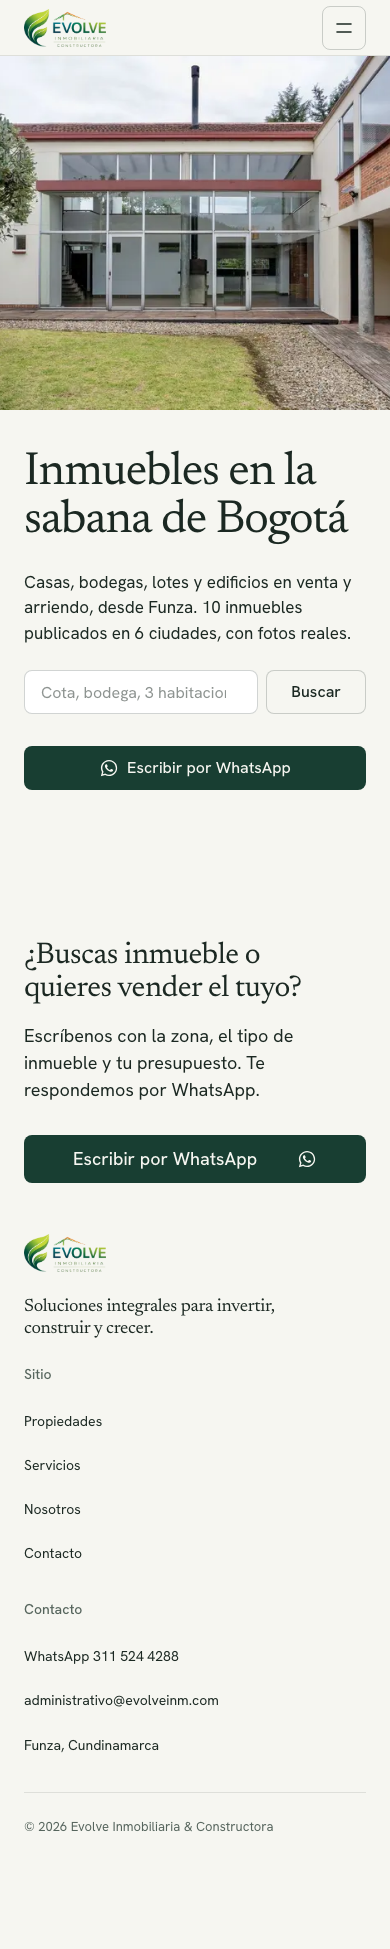 EVOLVE
INMOBILIARIA
CONSTRUCTORA
Inmuebles en la
sabana de Bogotá
Casas, bodegas, lotes y edificios en venta y
arriendo, desde Funza. 10 inmuebles
publicados en 6 ciudades, con fotos reales.
Cota, bodega, 3 habitacion
Buscar
Escribir por WhatsApp
¿Buscas inmueble o
quieres vender el tuyo?
Escríbenos con la zona, el tipo de
inmueble y tu presupuesto. Te
respondemos por WhatsApp.
Escribir por WhatsApp
EVOLVE
INMOBILIARIA
CONSTRUCTORA
Soluciones integrales para invertir,
construir y crecer.
Sitio
Propiedades
Servicios
Nosotros
Contacto
Contacto
WhatsApp 311 524 4288
administrativo@evolveinm.com
Funza, Cundinamarca
© 2026 Evolve Inmobiliaria & Constructora